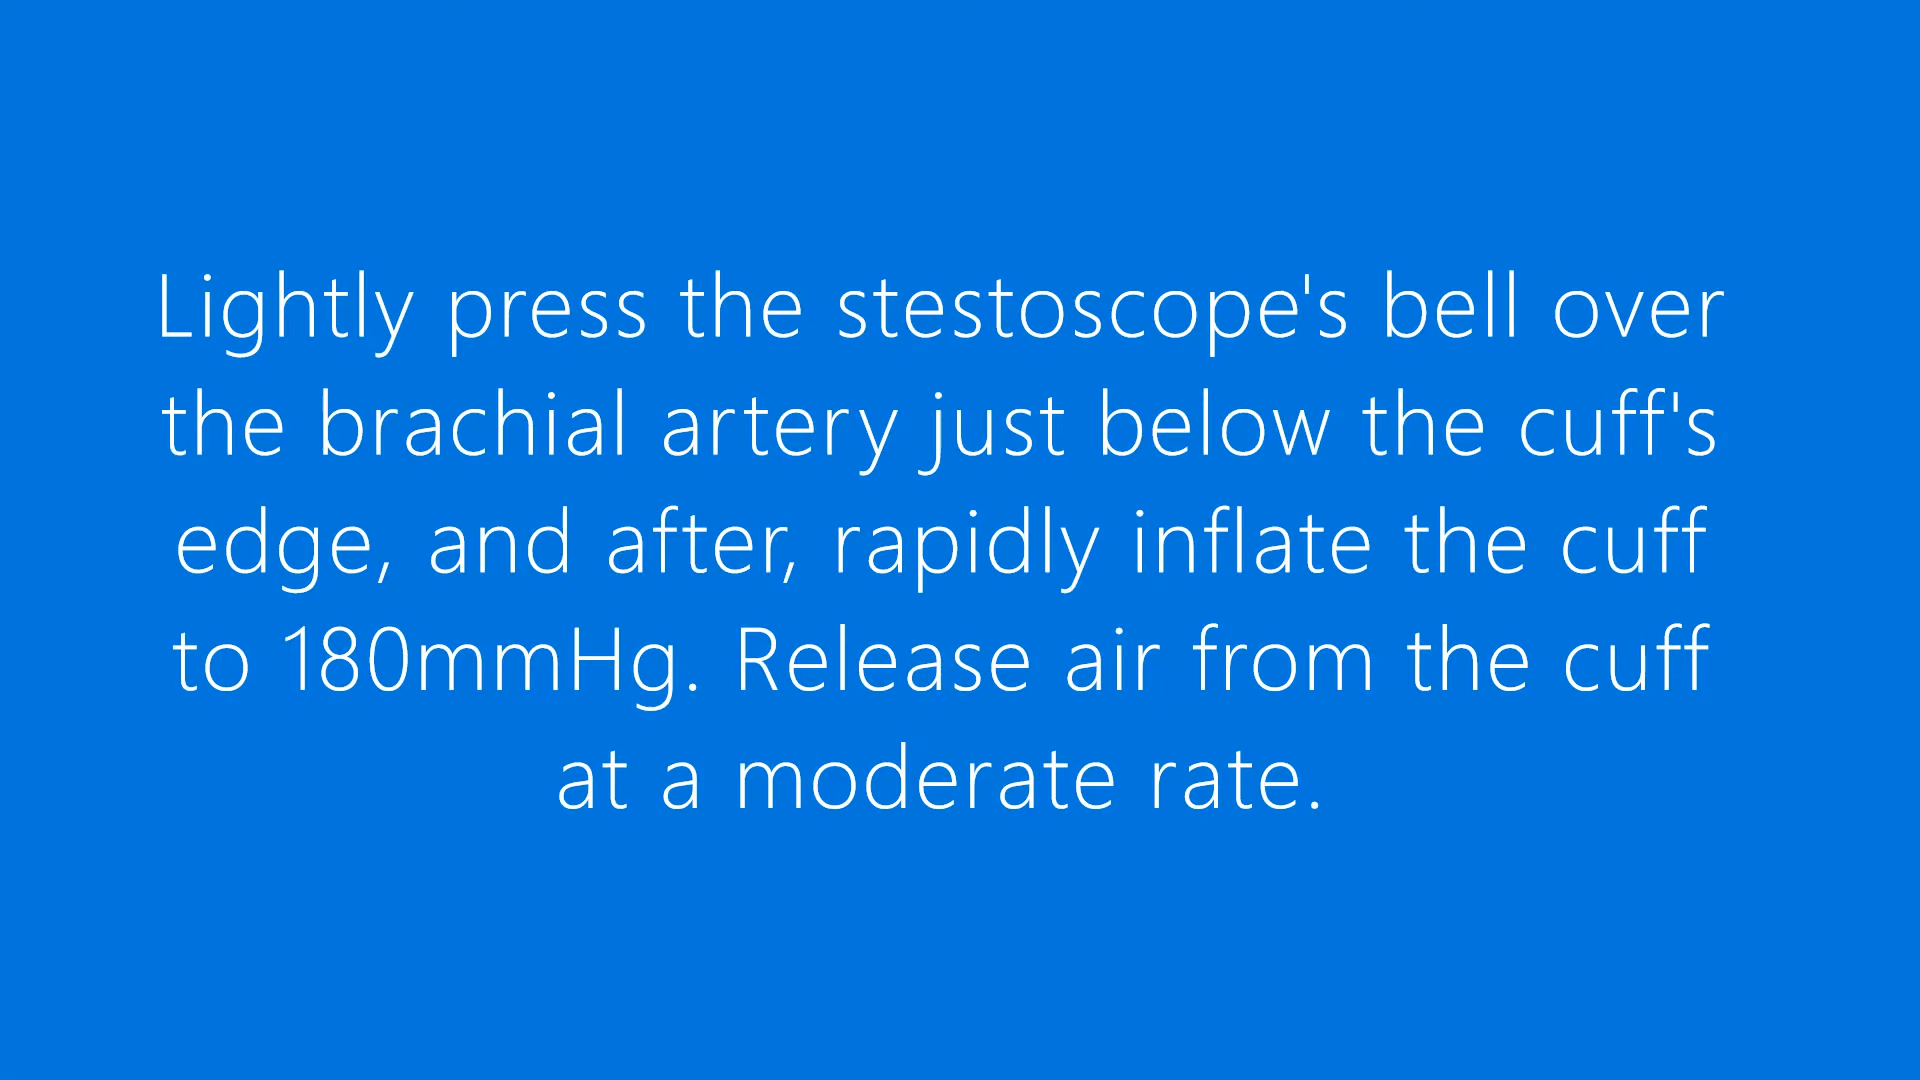 Lightly press the stestoscope's bell over
the brachial artery just below the cuff's
edge, and after, rapidly inflate the cuff
to 180mmHg. Release air from the cuff
at a moderate rate.